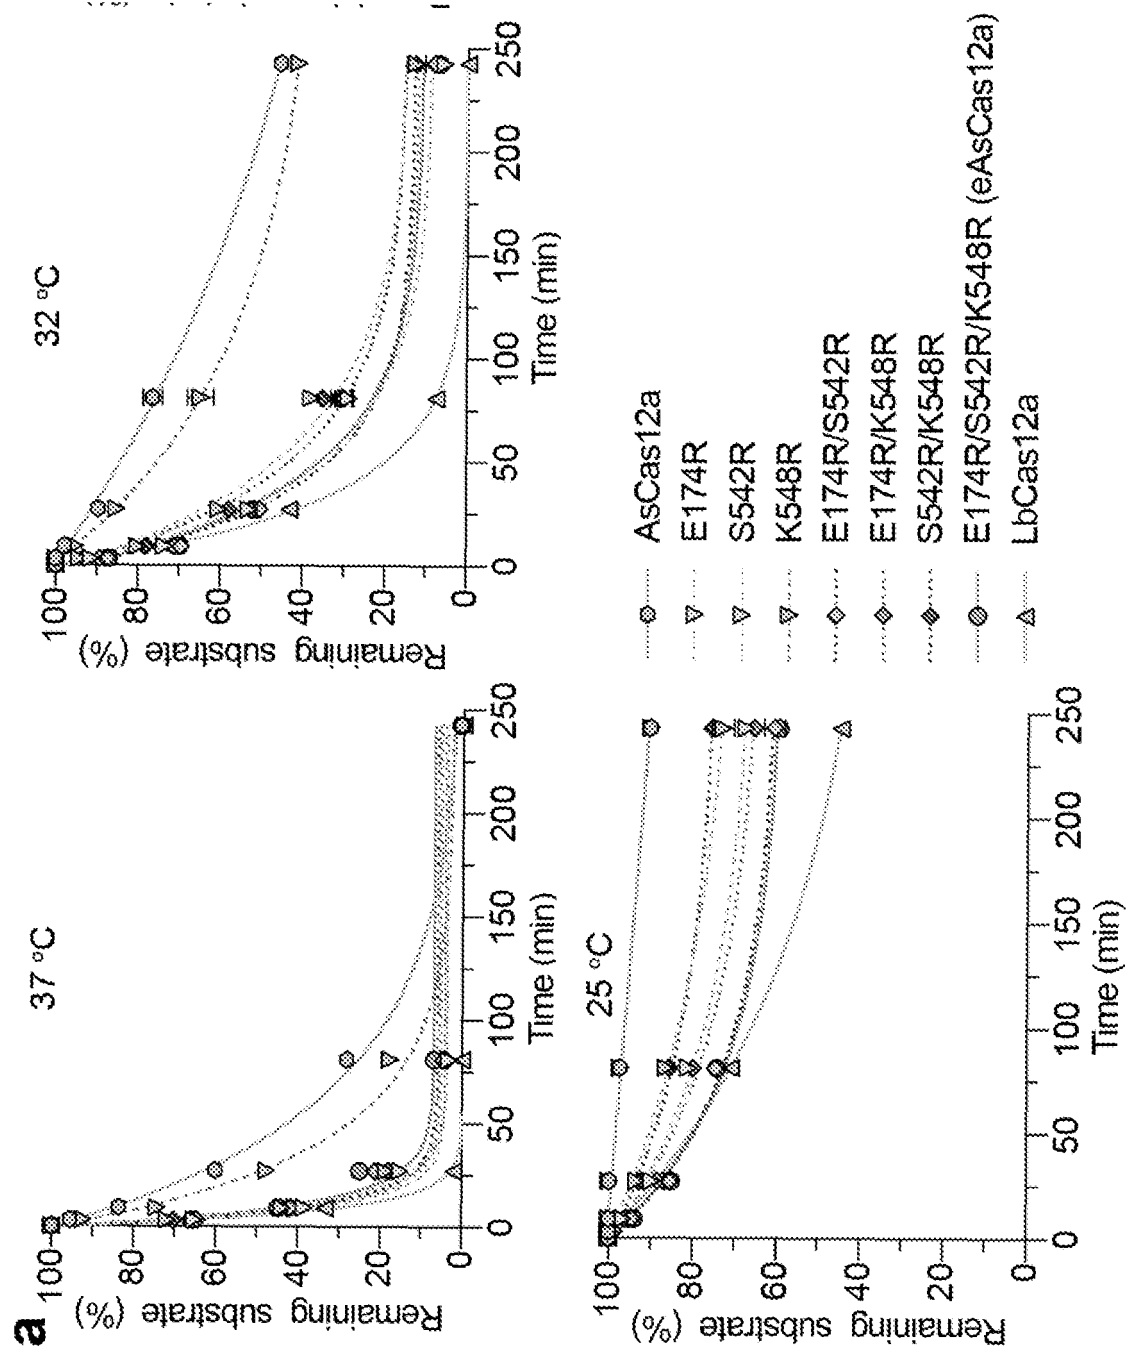 a
37 °C
Remaining substrate (%)
100
80
60
40
20
0
0 50 100 150 200 250
Time (min)
32 °C
Remaining substrate (%)
100
80
60
40
20
0
0 50 100 150 200 250
Time (min)
25 °C
Remaining substrate (%)
100
80
60
40
20
0
0 50 100 150 200 250
Time (min)
AsCas12a
E174R
S542R
K548R
E174R/S542R
E174R/K548R
S542R/K548R
E174R/S542R/K548R (eAsCas12a)
LbCas12a